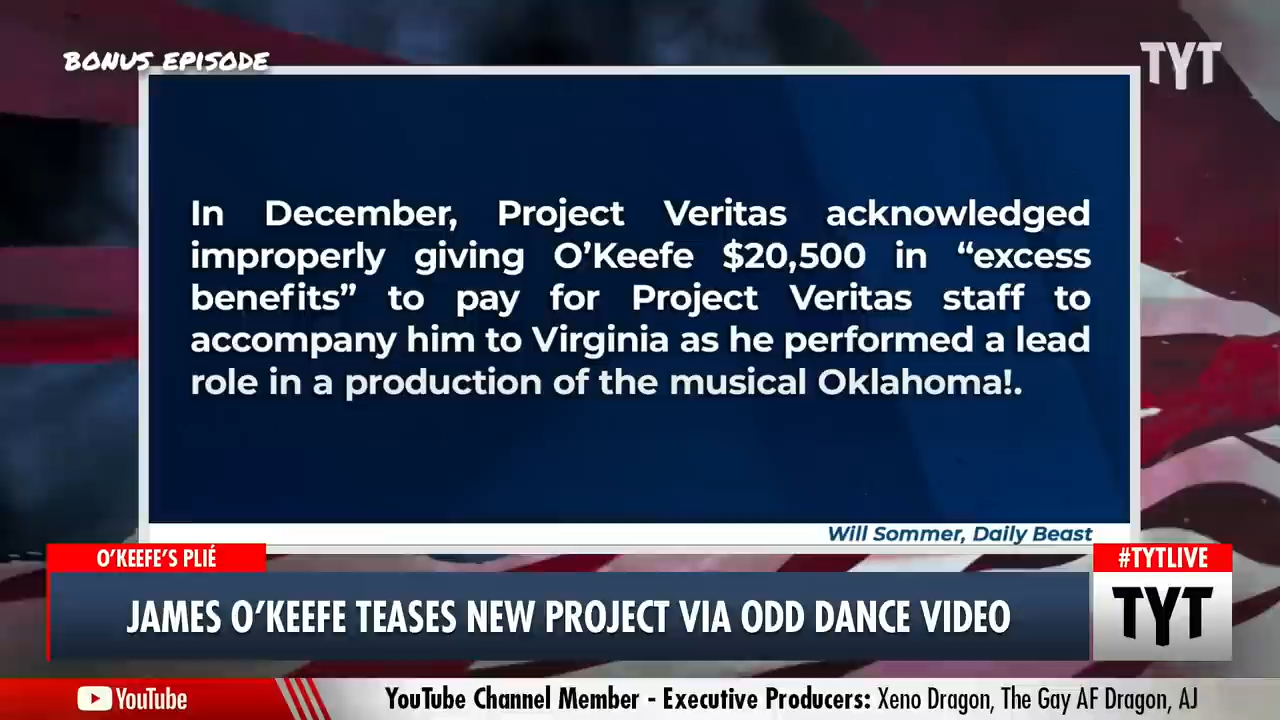 BONUS EPISODE
TYT
In December, Project Veritas acknowledged
improperly giving O’Keefe $20,500 in “excess
benefits” to pay for Project Veritas staff to
accompany him to Virginia as he performed a lead
role in a production of the musical Oklahoma!.
Will Sommer, Daily Beast
O’KEEFE’S PLIÉ
#TYTLIVE
JAMES O’KEEFE TEASES NEW PROJECT VIA ODD DANCE VIDEO
TYT
YouTube
YouTube Channel Member - Executive Producers: Xeno Dragon, The Gay AF Dragon, AJ